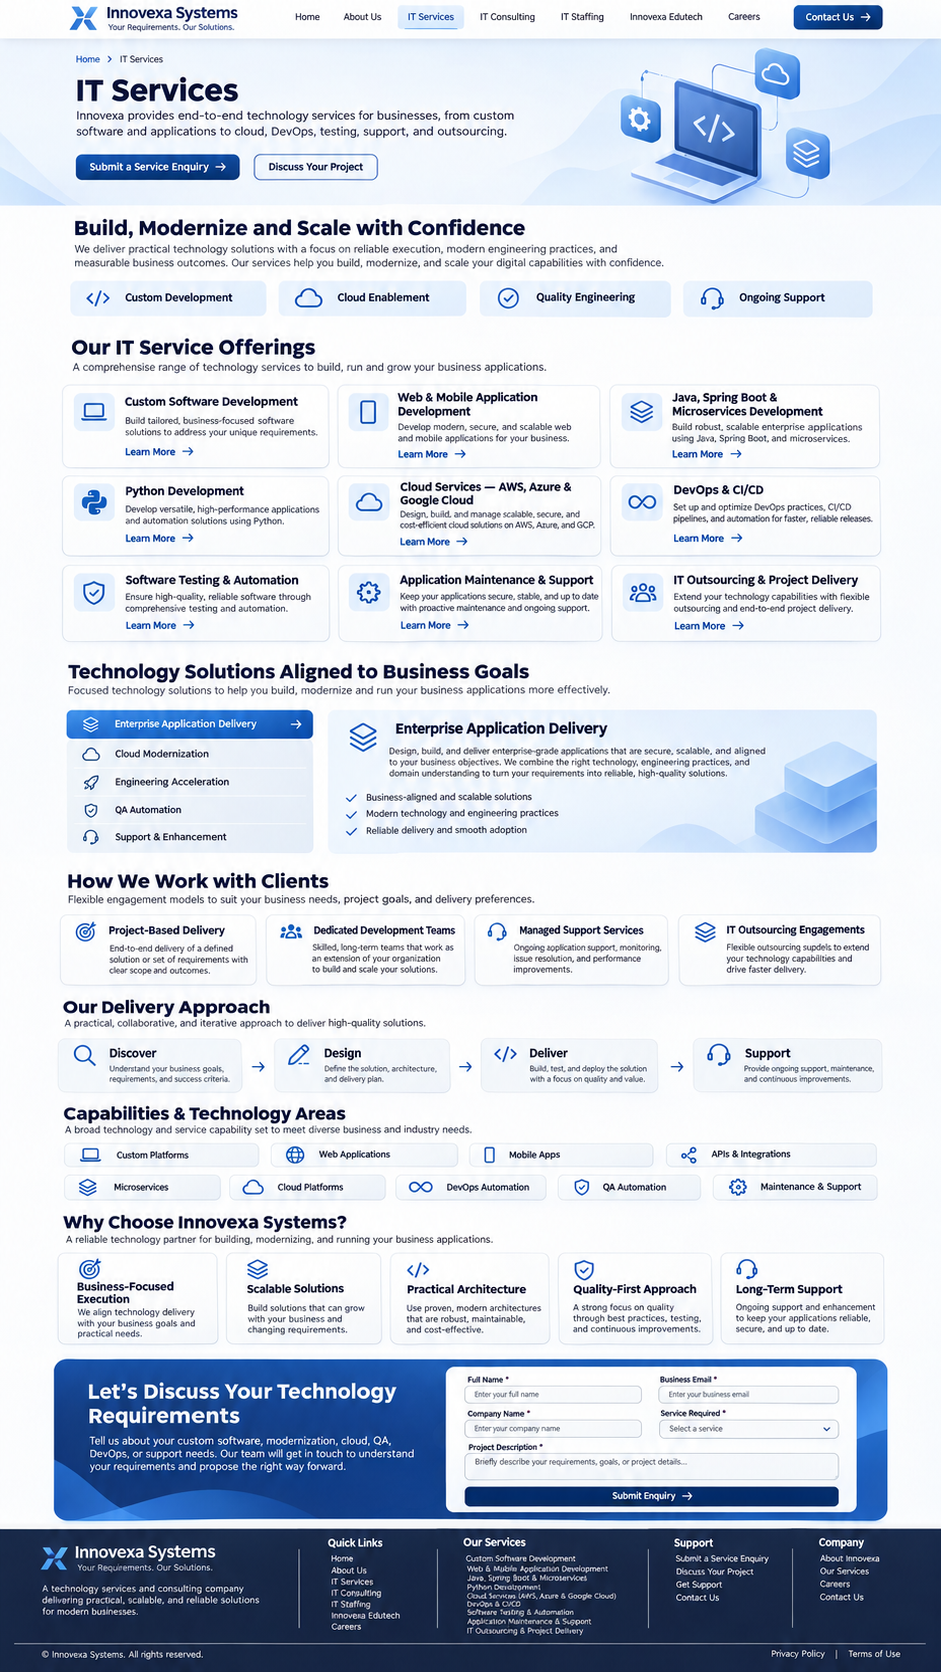 Innovexa Systems
Your Requirements. Our Solutions.
Home
About Us
IT Services
IT Consulting
IT Staffing
Innovexa Edutech
Careers
Contact Us →
Home > IT Services
IT Services
Innovexa provides end-to-end technology services for businesses, from custom
software and applications to cloud, DevOps, testing, support, and outsourcing.
Submit a Service Enquiry →
Discuss Your Project
</>
Build, Modernize and Scale with Confidence
We deliver practical technology solutions with a focus on reliable execution, modern engineering practices, and
measurable business outcomes. Our services help you build, modernize, and scale your digital capabilities with confidence.
</> Custom Development
Cloud Enablement
Quality Engineering
Ongoing Support
Our IT Service Offerings
A comprehensise range of technology services to build, run and grow your business applications.
Custom Software Development
Build tailored, business-focused software
solutions to address your unique requirements.
Learn More →
Web & Mobile Application
Development
Develop modern, secure, and scalable web
and mobile applications for your business.
Learn More →
Java, Spring Boot &
Microservices Development
Build robust, scalable enterprise applications
using Java, Spring Boot, and microservices.
Learn More →
Python Development
Develop versatile, high-performance applications
and automation solutions using Python.
Learn More →
Cloud Services — AWS, Azure &
Google Cloud
Design, build, and manage scalable, secure, and
cost-efficient cloud solutions on AWS, Azure, and GCP.
Learn More →
DevOps & CI/CD
Set up and optimize DevOps practices, CI/CD
pipelines, and automation for faster, reliable releases.
Learn More →
Software Testing & Automation
Ensure high-quality, reliable software through
comprehensive testing and automation.
Learn More →
Application Maintenance & Support
Keep your applications secure, stable, and up to date
with proactive maintenance and ongoing support.
Learn More →
IT Outsourcing & Project Delivery
Extend your technology capabilities with flexible
outsourcing and end-to-end project delivery.
Learn More →
Technology Solutions Aligned to Business Goals
Focused technology solutions to help you build, modernize and run your business applications more effectively.
Enterprise Application Delivery →
Cloud Modernization
Engineering Acceleration
QA Automation
Support & Enhancement
Enterprise Application Delivery
Design, build, and deliver enterprise-grade applications that are secure, scalable, and aligned
to your business objectives. We combine the right technology, engineering practices, and
domain understanding to turn your requirements into reliable, high-quality solutions.
Business-aligned and scalable solutions
Modern technology and engineering practices
Reliable delivery and smooth adoption
How We Work with Clients
Flexible engagement models to suit your business needs, project goals, and delivery preferences.
Project-Based Delivery
End-to-end delivery of a defined
solution or set of requirements with
clear scope and outcomes.
Dedicated Development Teams
Skilled, long-term teams that work as
an extension of your organization
to build and scale your solutions.
Managed Support Services
Ongoing application support, monitoring,
issue resolution, and performance
improvements.
IT Outsourcing Engagements
Flexible outsourcing supdels to extend
your technology capabilities and
drive faster delivery.
Our Delivery Approach
A practical, collaborative, and iterative approach to deliver high-quality solutions.
Discover
Understand your business goals,
requirements, and success criteria.
→
Design
Define the solution, architecture,
and delivery plan.
→
</> Deliver
Build, test, and deploy the solution
with a focus on quality and value.
→
Support
Provide ongoing support, maintenance,
and continuous improvements.
Capabilities & Technology Areas
A broad technology and service capability set to meet diverse business and industry needs.
Custom Platforms
Web Applications
Mobile Apps
APIs & Integrations
Microservices
Cloud Platforms
DevOps Automation
QA Automation
Maintenance & Support
Why Choose Innovexa Systems?
A reliable technology partner for building, modernizing, and running your business applications.
Business-Focused
Execution
We align technology delivery
with your business goals and
practical needs.
Scalable Solutions
Build solutions that can grow
with your business and
changing requirements.
</>
Practical Architecture
Use proven, modern architectures
that are robust, maintainable,
and cost-effective.
Quality-First Approach
A strong focus on quality
through best practices, testing,
and continuous improvements.
Long-Term Support
Ongoing support and enhancement
to keep your applications reliable,
secure, and up to date.
Let's Discuss Your Technology
Requirements
Tell us about your custom software, modernization, cloud, QA,
DevOps, or support needs. Our team will get in touch to understand
your requirements and propose the right way forward.
Full Name *
Enter your full name
Business Email *
Enter your business email
Company Name *
Enter your company name
Service Required *
Select a service
Project Description *
Briefly describe your requirements, goals, or project details...
Submit Enquiry →
Innovexa Systems
Your Requirements. Our Solutions.
A technology services and consulting company
delivering practical, scalable, and reliable solutions
for modern businesses.
Quick Links
Home
About Us
IT Services
IT Consulting
IT Staffing
Innovexa Edutech
Careers
Our Services
Custom Software Development
Web & Mobile Application Development
Java, Spring Boot & Microservices
Python Development
Cloud Services (AWS, Azure & Google Cloud)
DevOps & CI/CD
Software Testing & Automation
Application Maintenance & Support
IT Outsourcing & Project Delivery
Support
Submit a Service Enquiry
Discuss Your Project
Get Support
Contact Us
Company
About Innovexa
Our Services
Careers
Contact Us
© Innovexa Systems. All rights reserved.
Privacy Policy | Terms of Use